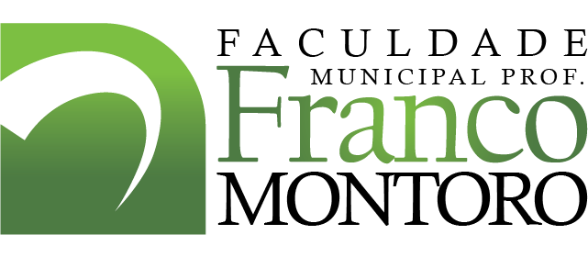 FACULDADE
MUNICIPAL PROF.
Franco
MONTORO